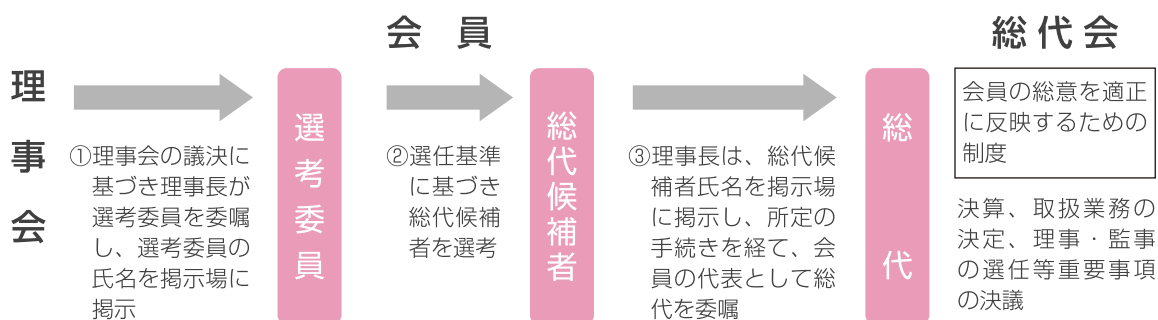 会員
総代会
理事会
①理事会の議決に
基づき理事長が
選考委員を委嘱
し、選考委員の
氏名を掲示場に
掲示
選考委員
②選任基準
に基づき
総代候補
者を選考
総代候補者
③理事長は、総代候
補者氏名を掲示場
に掲示し、所定の
手続きを経て、会
員の代表として総
代を委嘱
総代
会員の総意を適正
に反映するための
制度
決算、取扱業務の
決定、理事・監事
の選任等重要事項
の決議